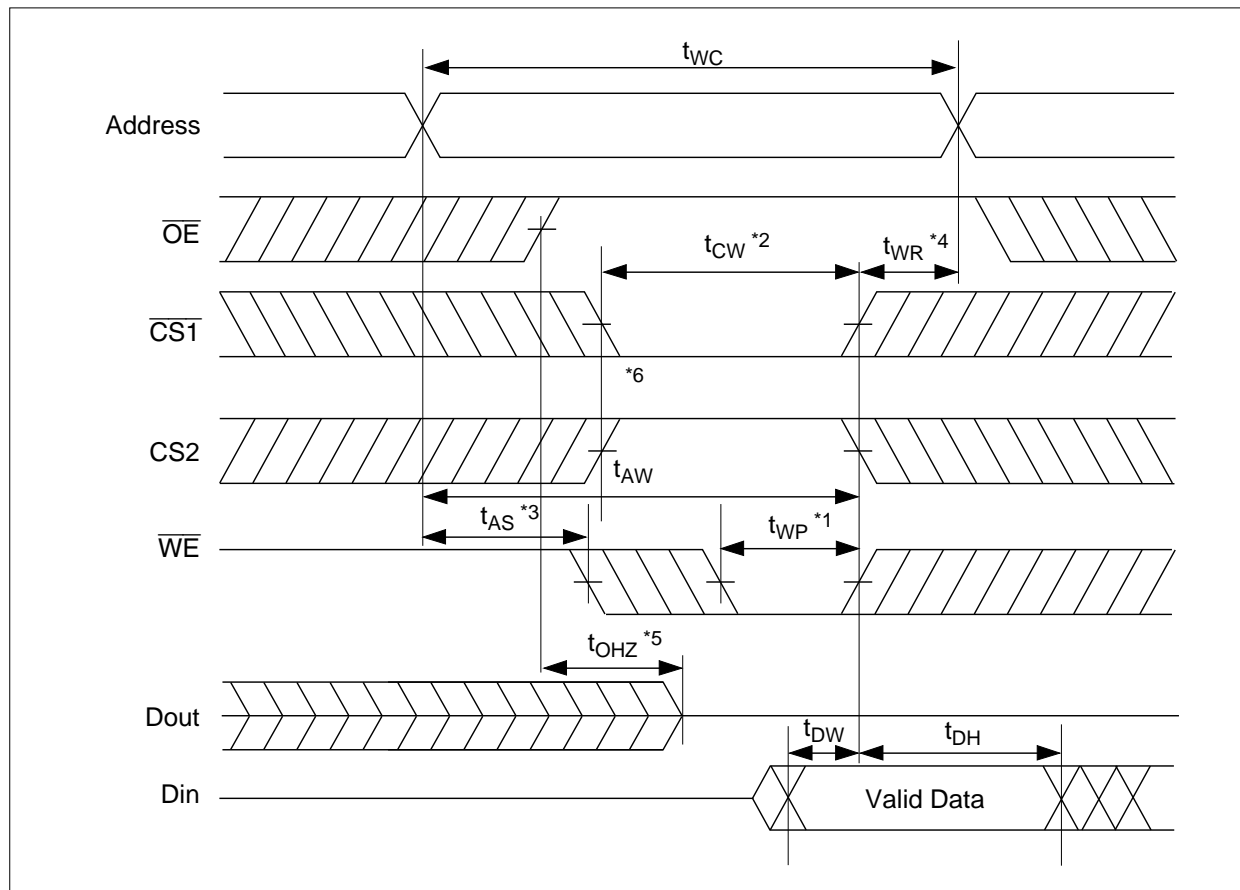 tWC
Address
OE
tCW *2
tWR *4
CS1
*6
CS2
tAW
tAS *3
tWP *1
WE
tOHZ *5
Dout
tDW
tDH
Din
Valid Data